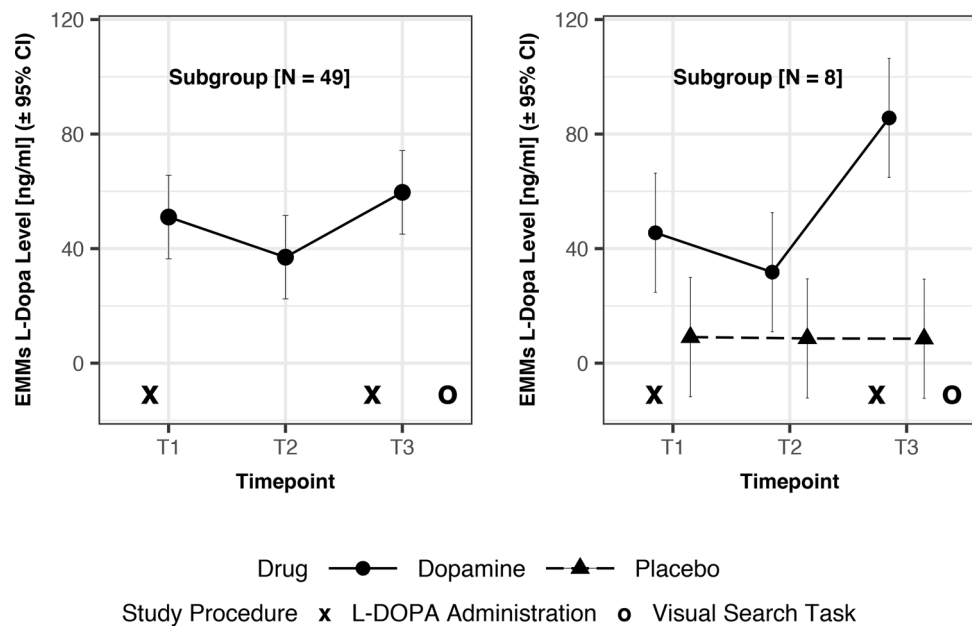 120
80
40
0
EMMs L-Dopa Level [ng/ml] (± 95% CI)
Subgroup [N = 49]
x x o
T1 T2 T3
Timepoint
120
80
40
0
EMMs L-Dopa Level [ng/ml] (± 95% CI)
Subgroup [N = 8]
x x o
T1 T2 T3
Timepoint
Drug Dopamine Placebo
Study Procedure x L-DOPA Administration o Visual Search Task